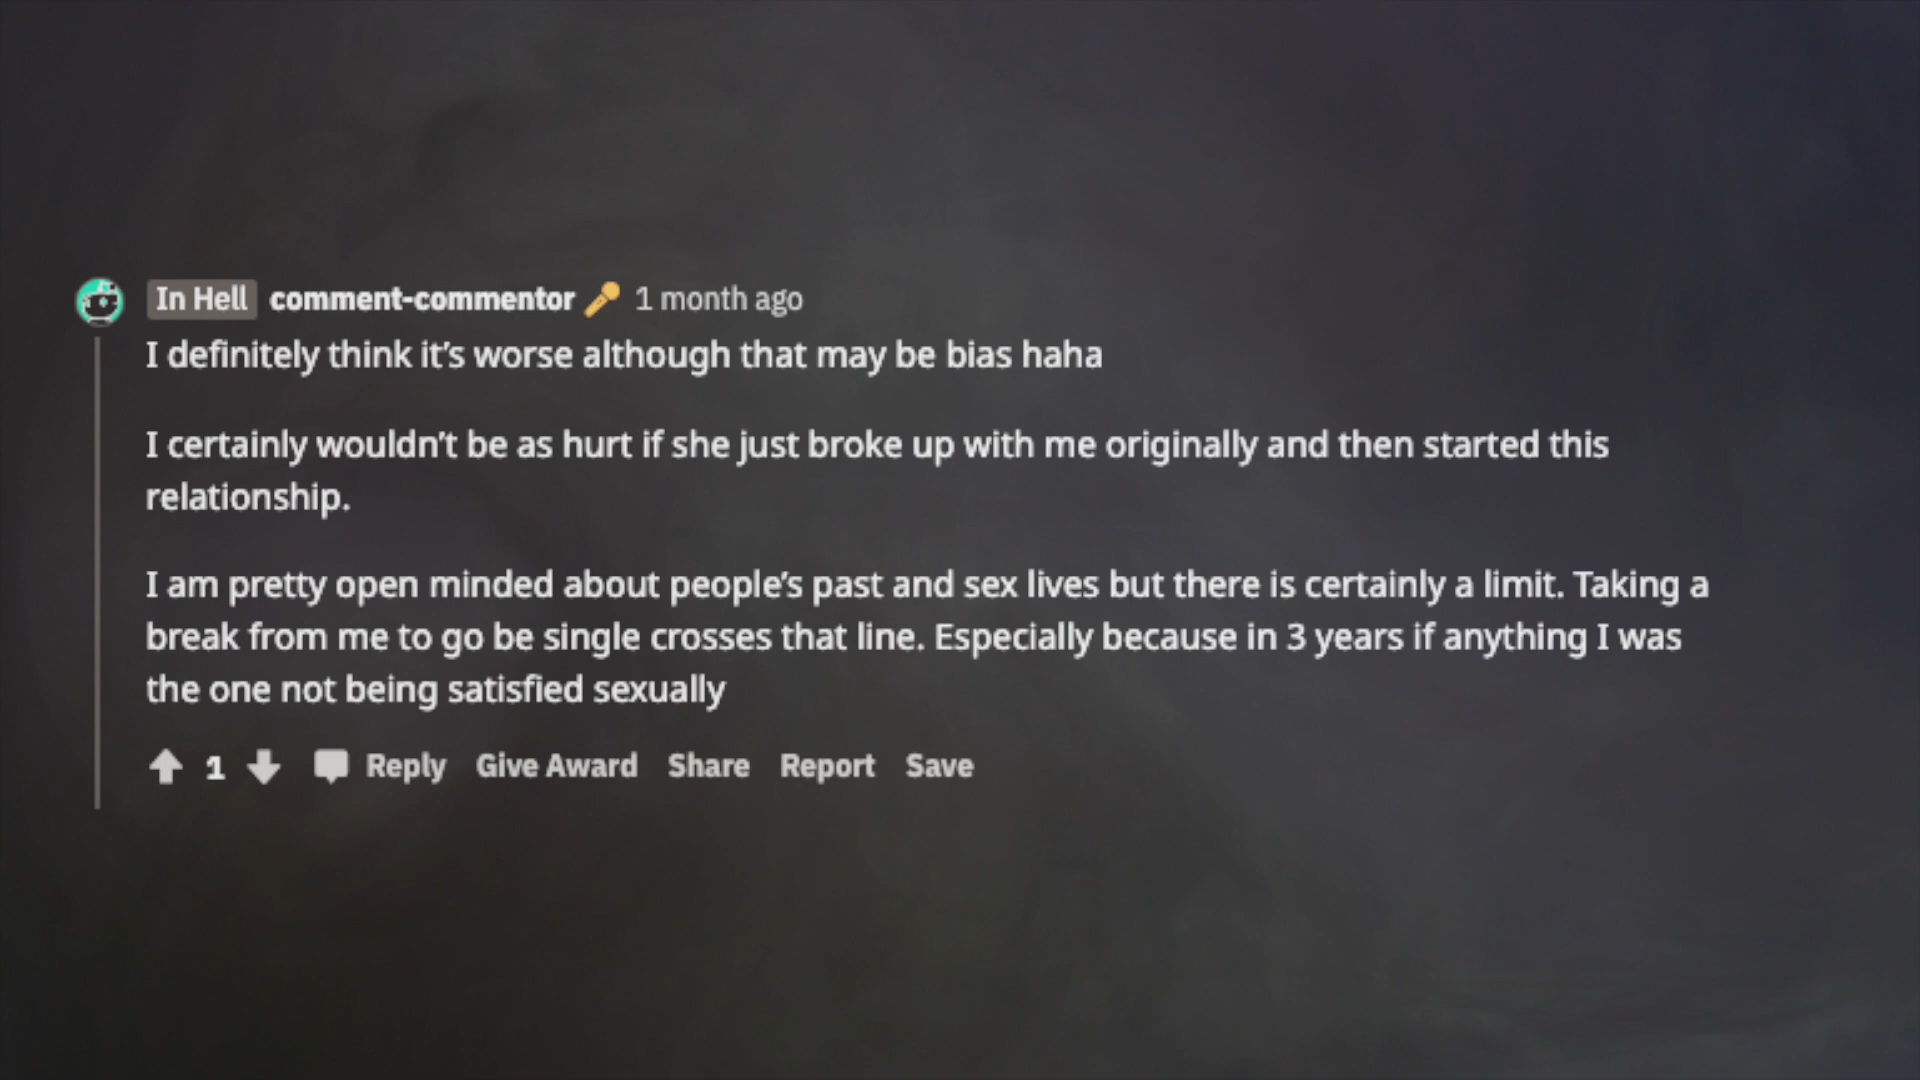 In Hell comment-commentor 1 month ago
I definitely think it’s worse although that may be bias haha
I certainly wouldn’t be as hurt if she just broke up with me originally and then started this
relationship.
I am pretty open minded about people’s past and sex lives but there is certainly a limit. Taking a
break from me to go be single crosses that line. Especially because in 3 years if anything I was
the one not being satisfied sexually
1 Reply Give Award Share Report Save